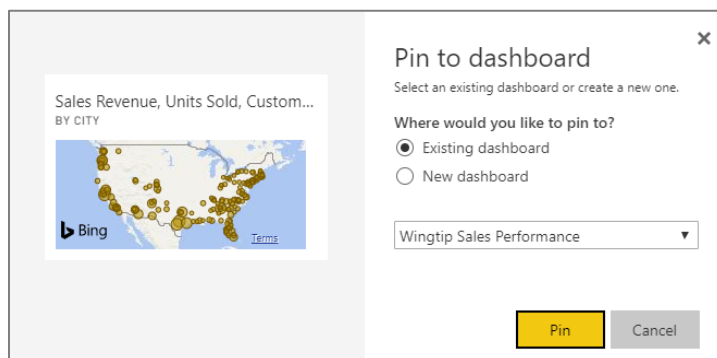 Sales Revenue, Units Sold, Custom...
BY CITY
Bing
Terms
Pin to dashboard
Select an existing dashboard or create a new one.
Where would you like to pin to?
Existing dashboard
New dashboard
Wingtip Sales Performance
Pin
Cancel